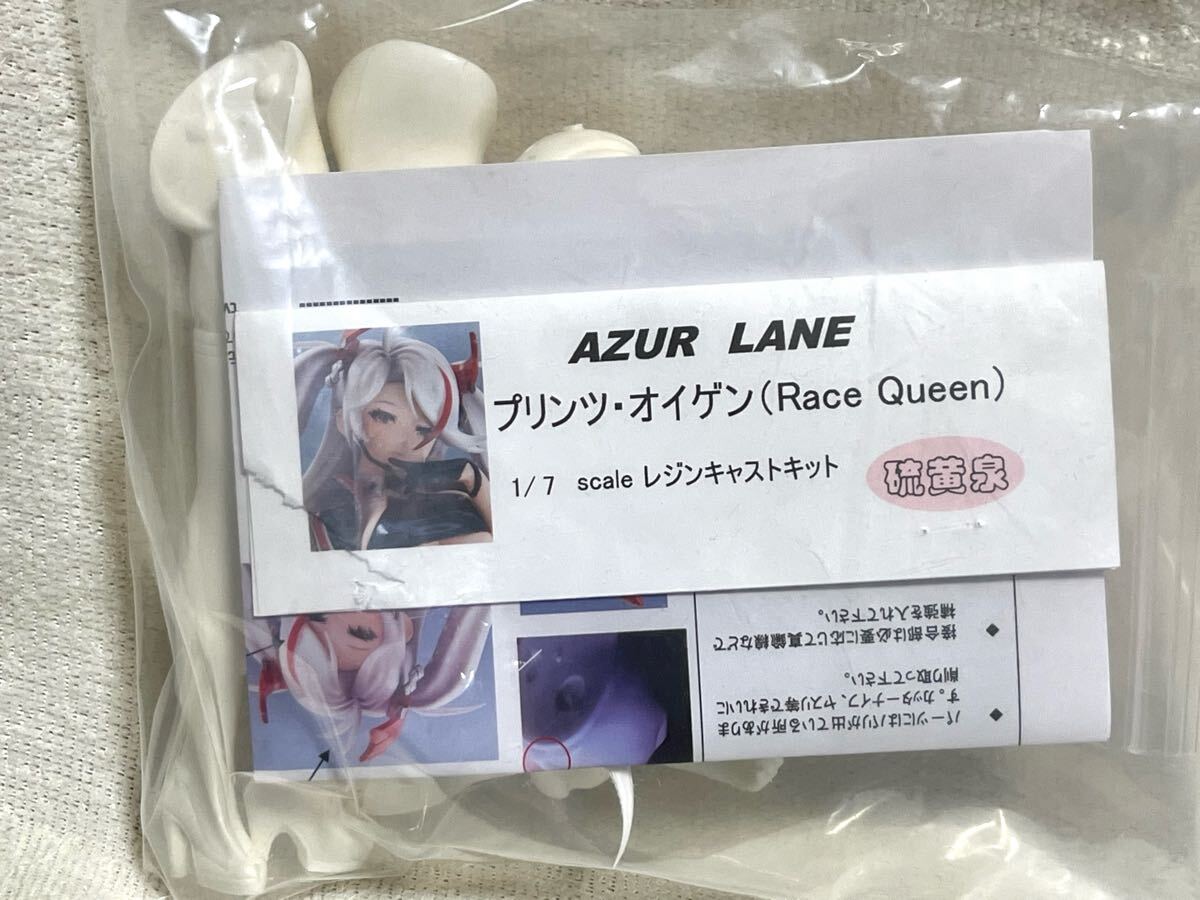 AZUR LANE
プリンツ・オイゲン(Race Queen)
1/7 scale レジンキャストキット
硫黄泉
◆ パーツにはバリが出ている所がありま
す。カッターナイフ、ヤスリ等できれいに
削り取って下さい。
◆ 接合部は必要に応じて真鍮線などで
補強を入れて下さい。